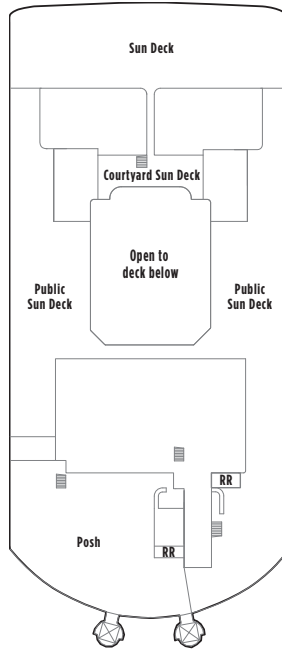 Sun Deck
Courtyard Sun Deck
Open to
deck below
Public
Sun Deck
Public
Sun Deck
RR
Posh
RR